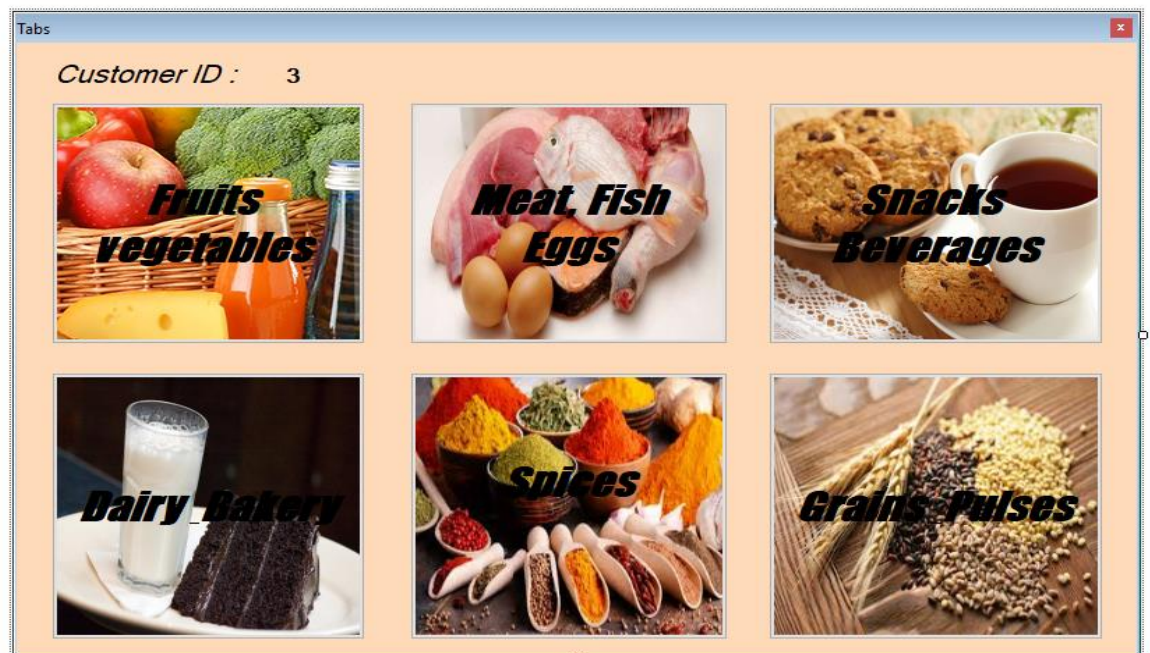 Tabs
x
Customer ID : 3
Fruits
vegetables
Meat, Fish
Eggs
Snacks
Beverages
Dairy_Bakery
Spices
Grains_Pulses